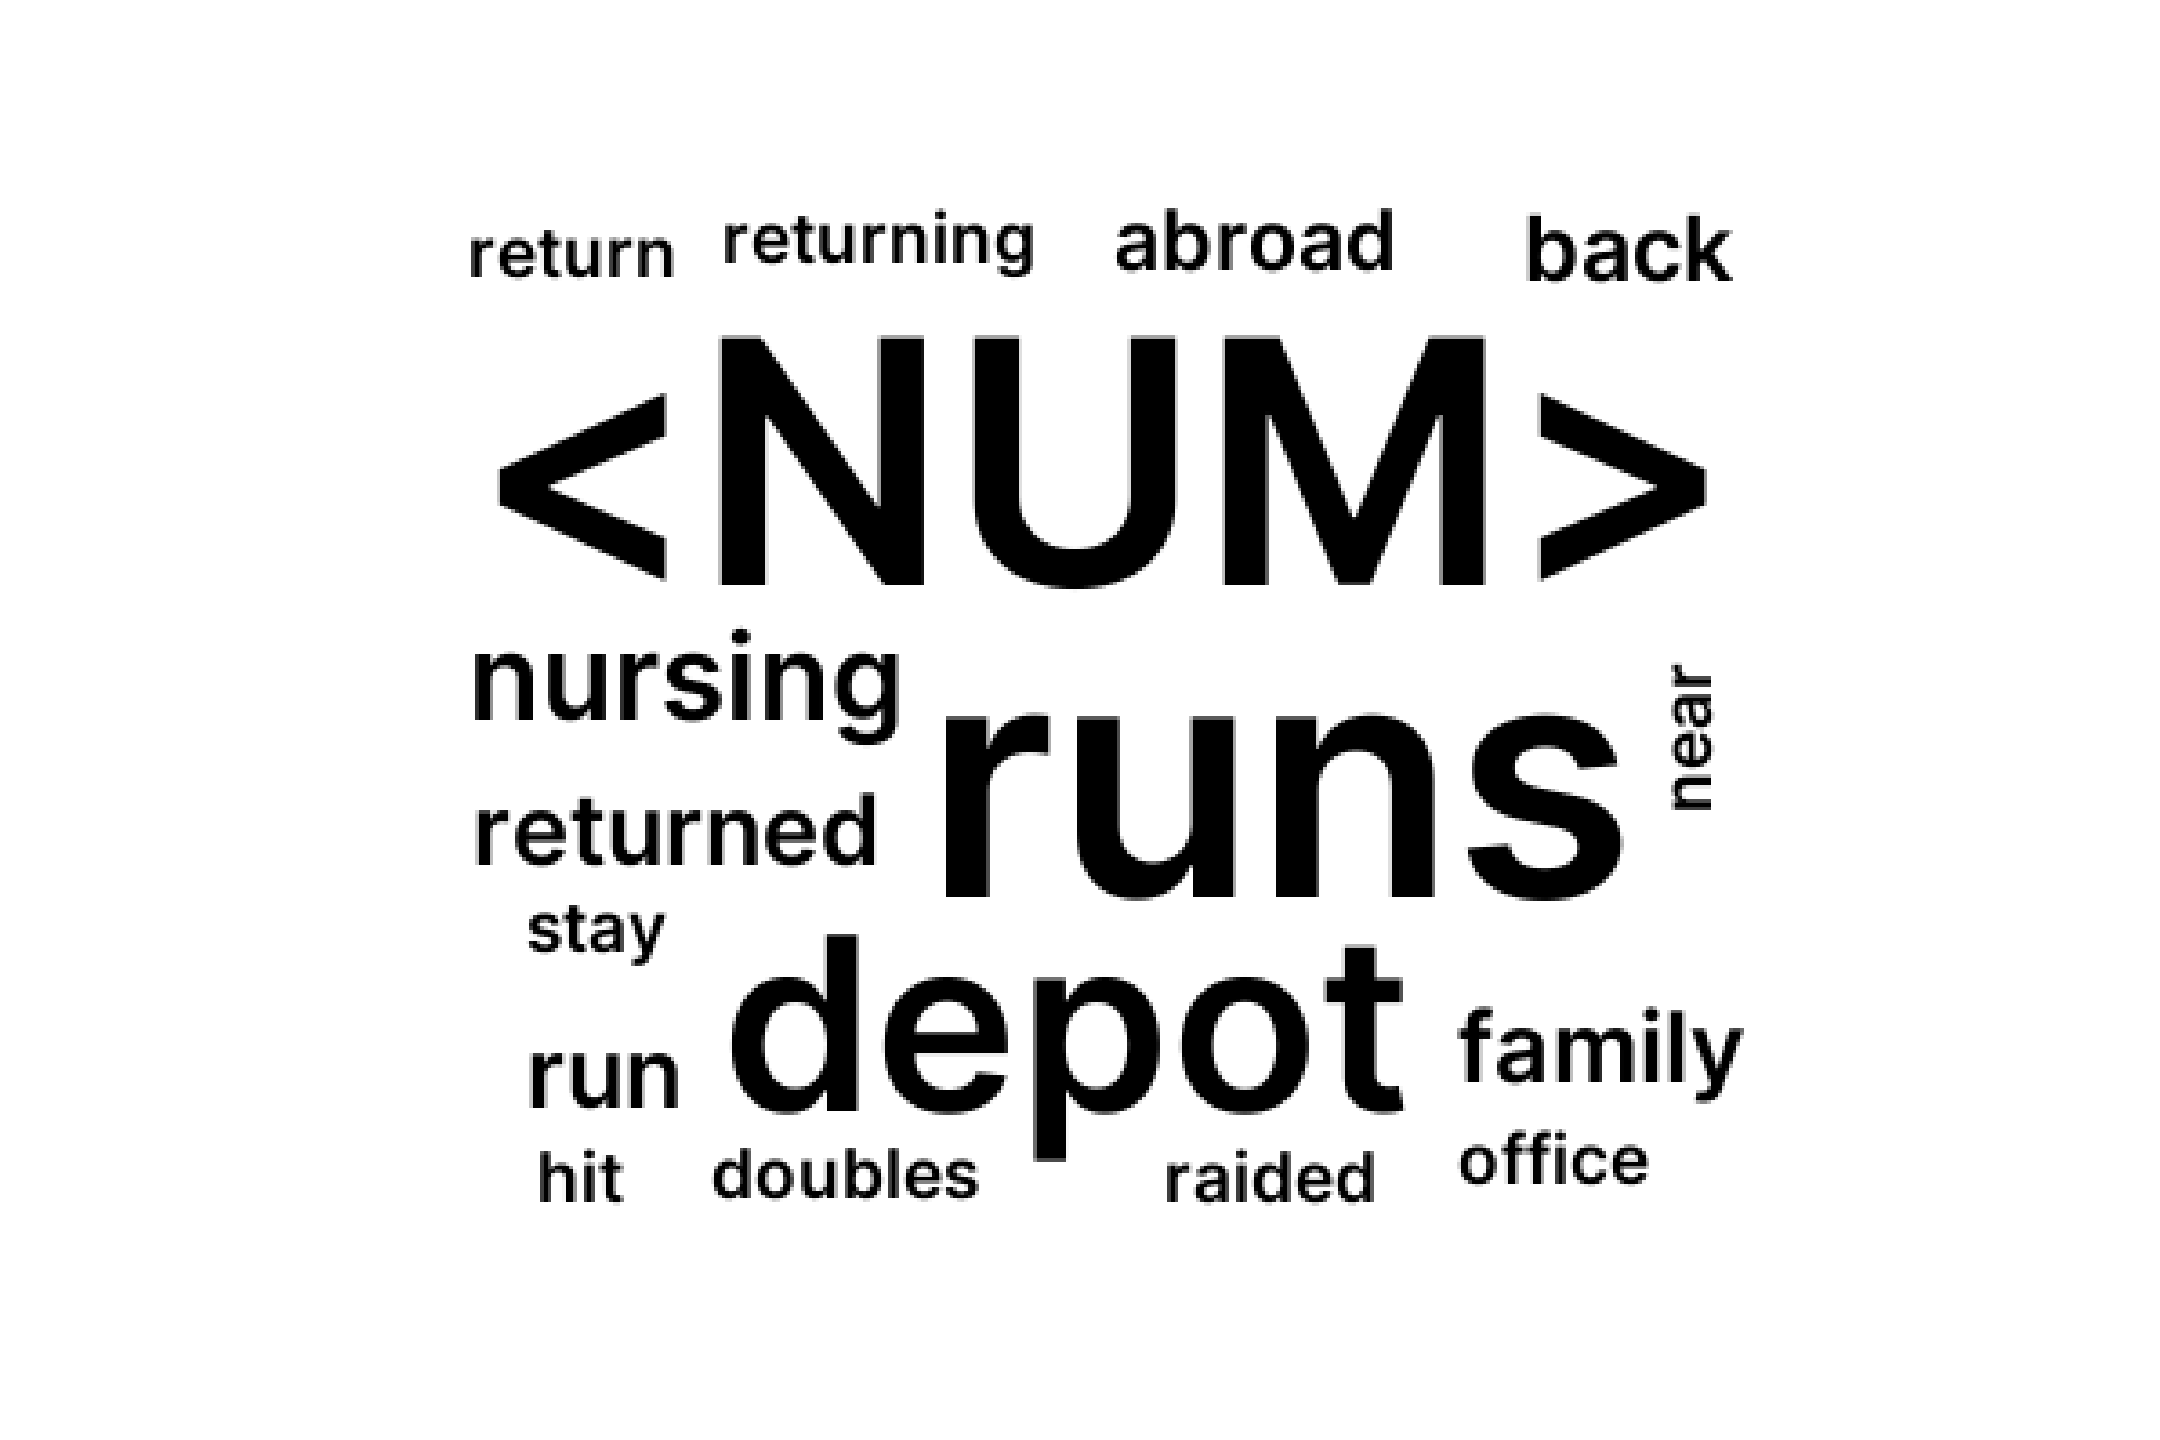 return returning abroad back
<NUM>
nursing
runs
near
returned
stay
depot
run
family
hit doubles raided office